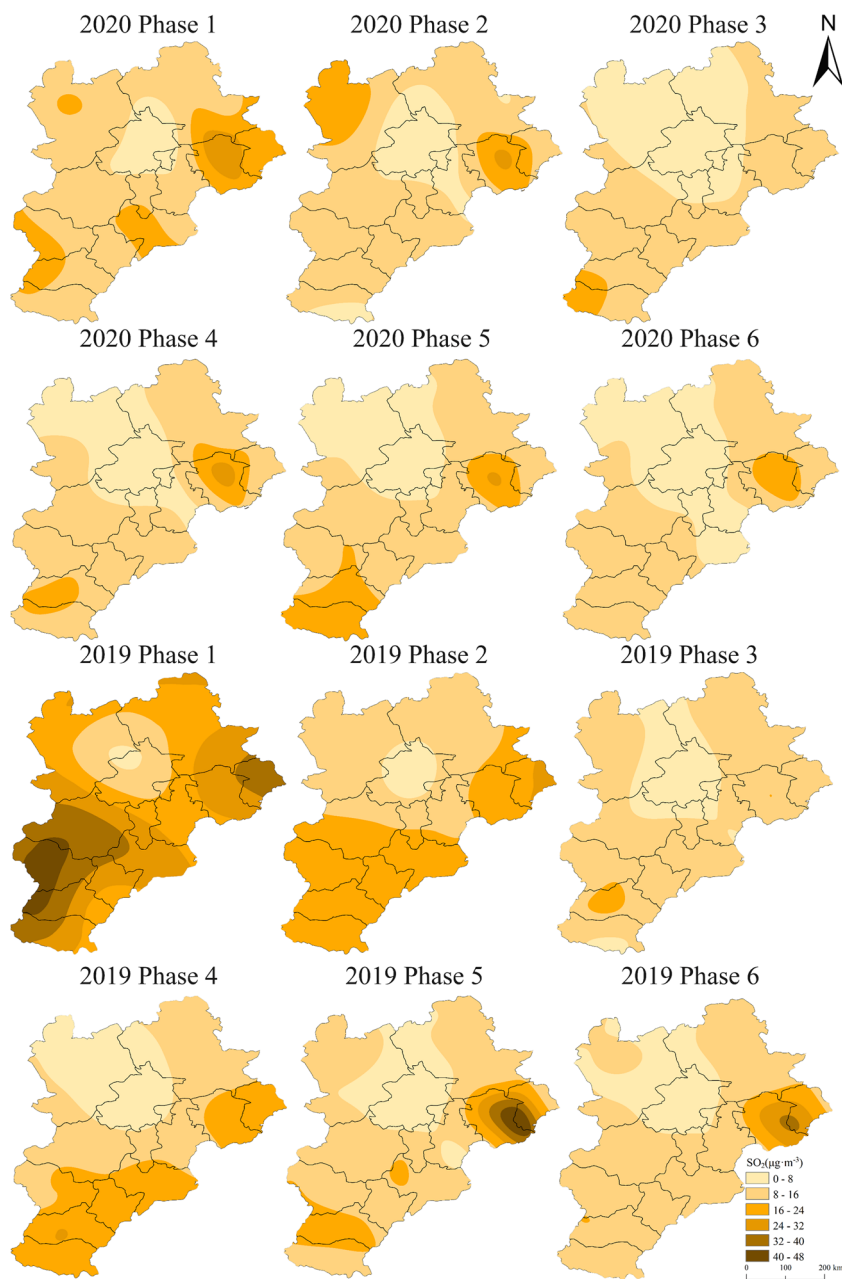 2020 Phase 1
2020 Phase 2
2020 Phase 3
N
2020 Phase 4
2020 Phase 5
2020 Phase 6
2019 Phase 1
2019 Phase 2
2019 Phase 3
2019 Phase 4
2019 Phase 5
2019 Phase 6
SO₂(μg·m⁻³)
0 - 8
8 - 16
16 - 24
24 - 32
32 - 40
40 - 48
0 100 200 km